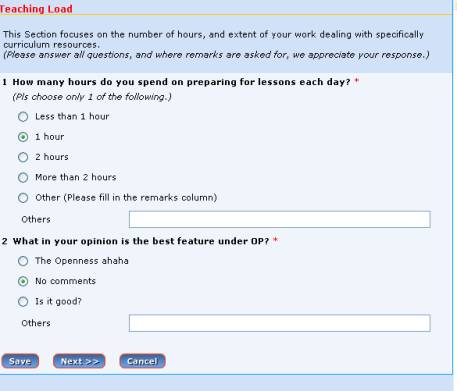 Teaching Load
This Section focuses on the number of hours, and extent of your work dealing with specifically
curriculum resources.
(Please answer all questions, and where remarks are asked for, we appreciate your response.)
1 How many hours do you spend on preparing for lessons each day? *
(Pls choose only 1 of the following.)
Less than 1 hour
1 hour
2 hours
More than 2 hours
Other (Please fill in the remarks column)
Others
2 What in your opinion is the best feature under OP? *
The Openness ahaha
No comments
Is it good?
Others
Save Next >> Cancel